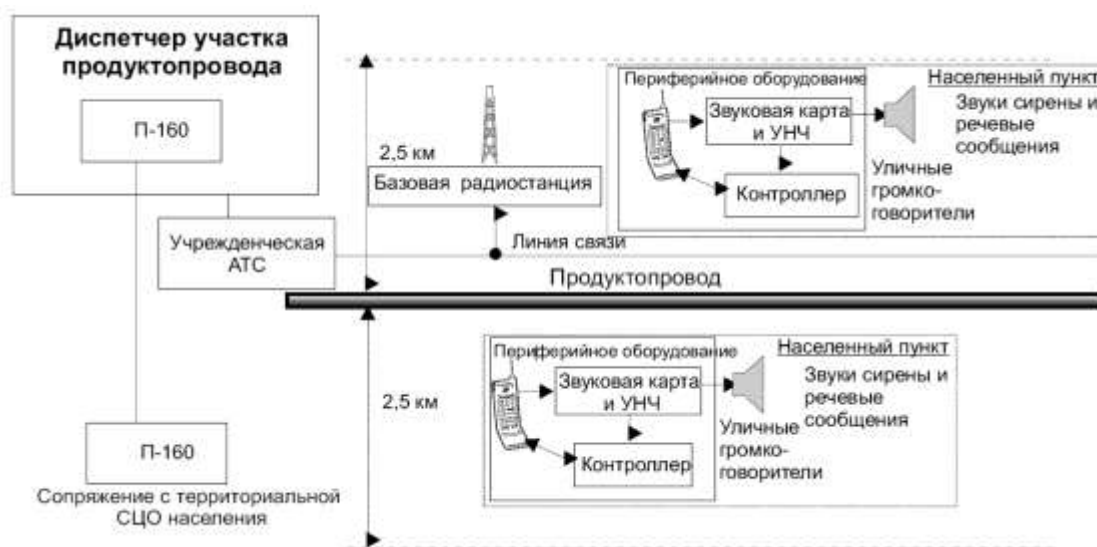 Диспетчер участка
продуктопровода
П-160
Учрежденческая
АТС
П-160
Сопряжение с территориальной
СЦО населения
2,5 км
Базовая радиостанция
Линия связи
Продуктопровод
Периферийное оборудование
Звуковая карта
и УНЧ
Контроллер
Населенный пункт
Звуки сирены и
речевые
сообщения
Уличные
громко-
говорители
2,5 км
Периферийное оборудование
Звуковая карта
и УНЧ
Контроллер
Населенный пункт
Звуки сирены и
речевые
сообщения
Уличные
громко-
говорители